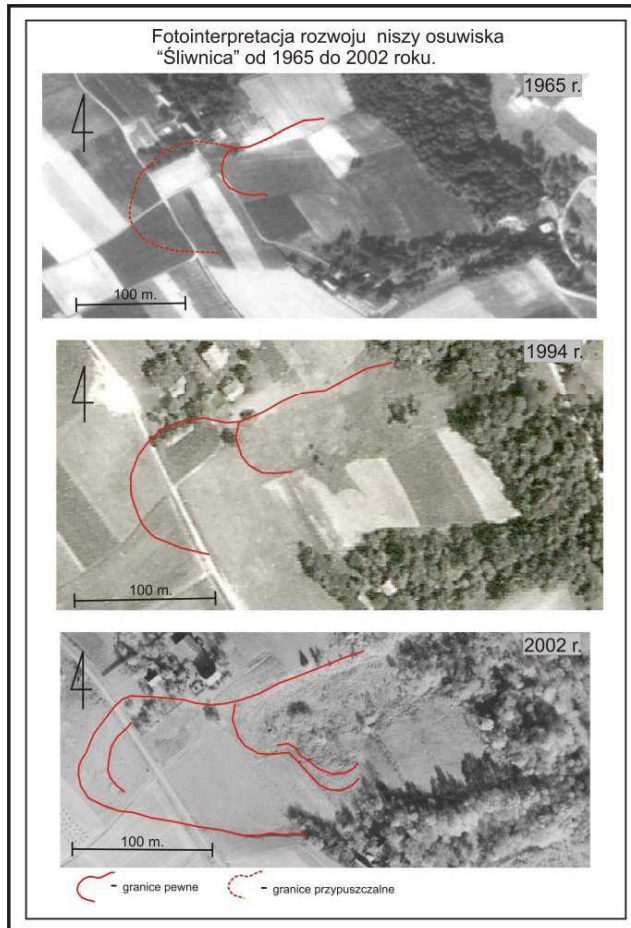 Fotointerpretacja rozwoju niszy osuwiska
“Śliwnica” od 1965 do 2002 roku.
1965 r.
100 m.
1994 r.
100 m.
2002 r.
100 m.
- granice pewne - granice przypuszczalne